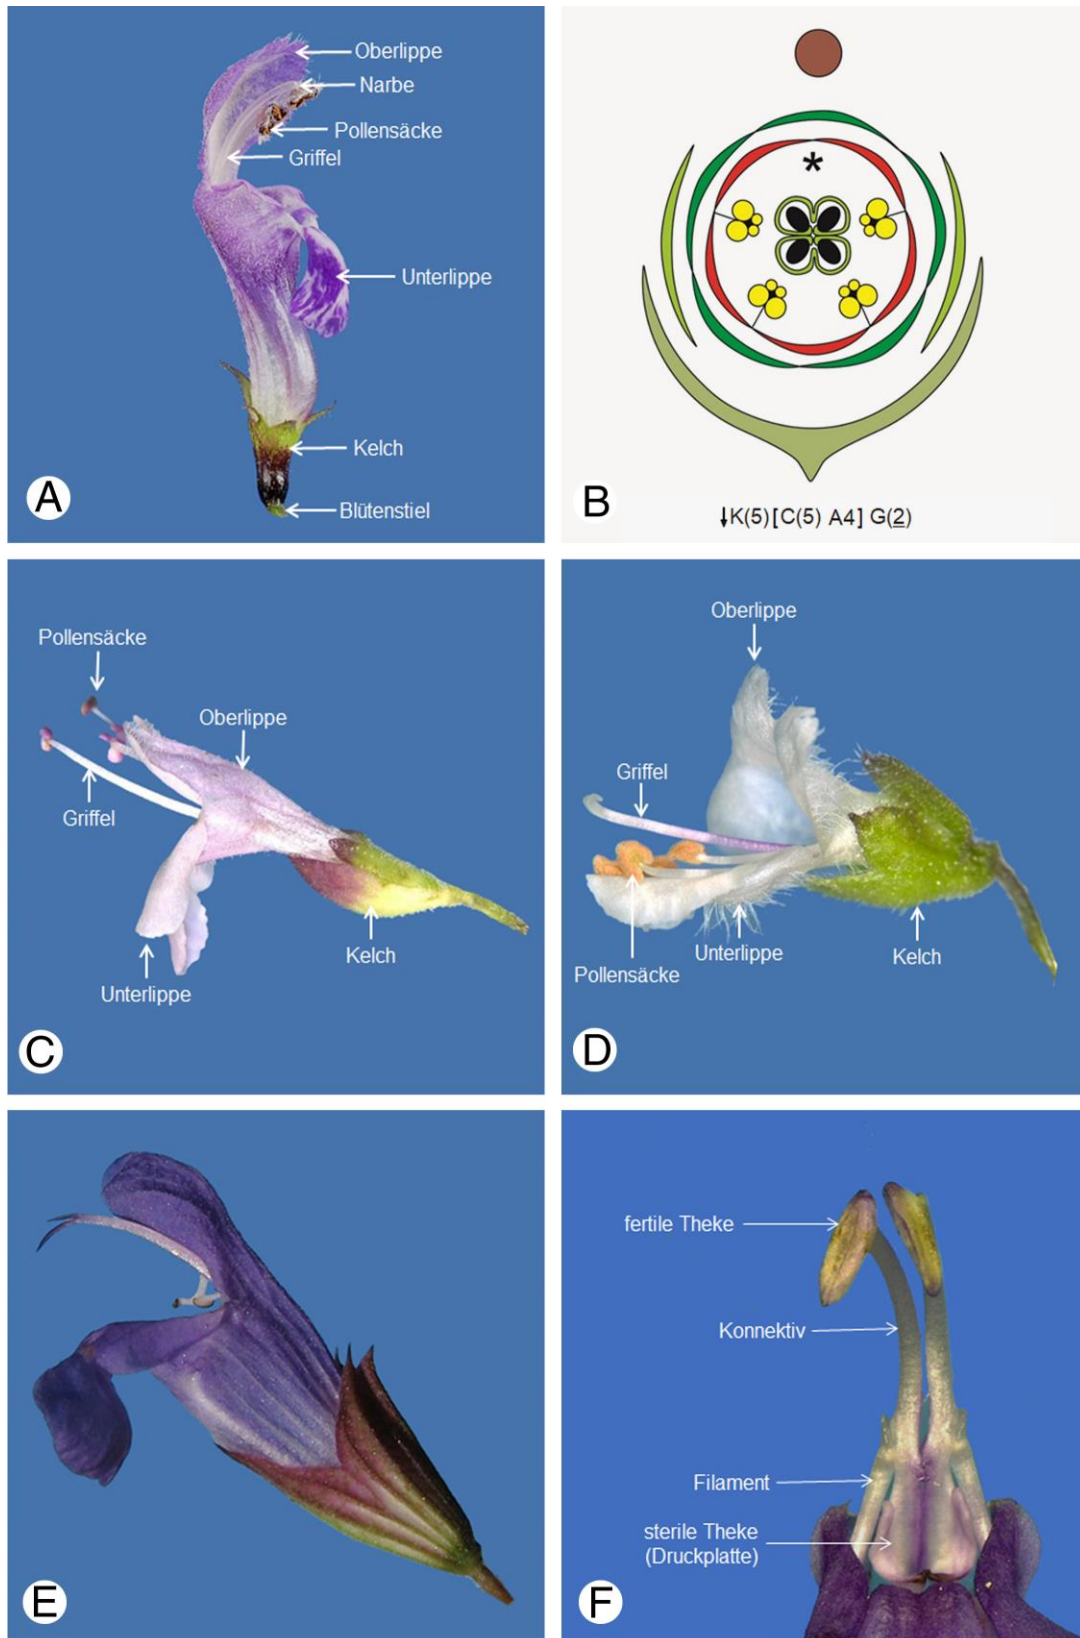 Oberlippe
Narbe
Pollensäcke
Griffel
Unterlippe
Kelch
Blütenstiel
A
*
↓K(5)[C(5) A4] G(2)
B
Pollensäcke
Oberlippe
Griffel
Kelch
Unterlippe
C
Oberlippe
Griffel
Unterlippe
Kelch
Pollensäcke
D
E
fertile Theke
Konnektiv
Filament
sterile Theke
(Druckplatte)
F